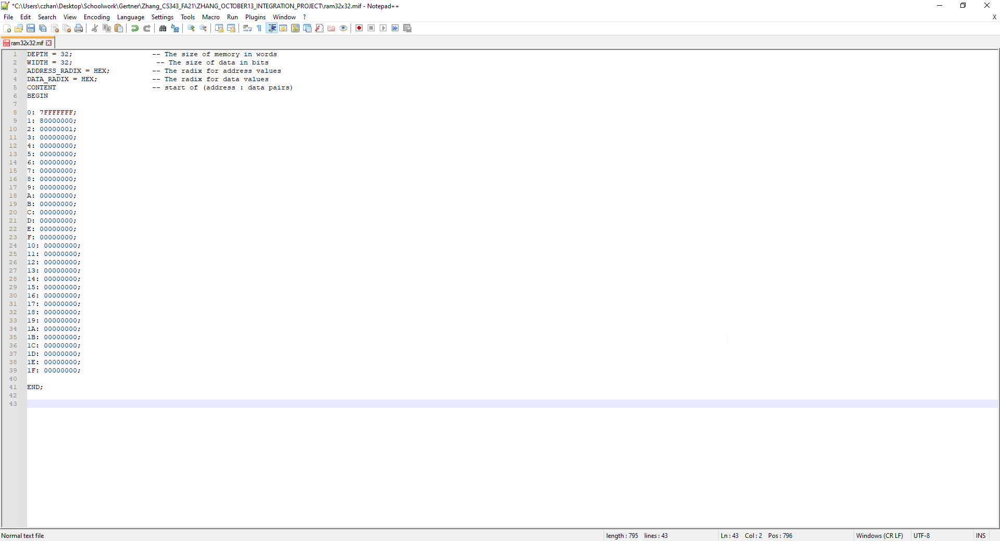 *C:\Users\czhan\Desktop\Schoolwork\Gertner\Zhang_CS343_FA21\ZHANG_OCTOBER13_INTEGRATION_PROJECT\ram32x32.mif - Notepad++
File Edit Search View Encoding Language Settings Tools Macro Run Plugins Window ? X
ram32x32.mif
1 DEPTH = 32; -- The size of memory in words
2 WIDTH = 32; -- The size of data in bits
3 ADDRESS_RADIX = HEX; -- The radix for address values
4 DATA_RADIX = HEX; -- The radix for data values
5 CONTENT -- start of (address : data pairs)
6 BEGIN
7
8 0: 7FFFFFFF;
9 1: 80000000;
10 2: 00000001;
11 3: 00000000;
12 4: 00000000;
13 5: 00000000;
14 6: 00000000;
15 7: 00000000;
16 8: 00000000;
17 9: 00000000;
18 A: 00000000;
19 B: 00000000;
20 C: 00000000;
21 D: 00000000;
22 E: 00000000;
23 F: 00000000;
24 10: 00000000;
25 11: 00000000;
26 12: 00000000;
27 13: 00000000;
28 14: 00000000;
29 15: 00000000;
30 16: 00000000;
31 17: 00000000;
32 18: 00000000;
33 19: 00000000;
34 1A: 00000000;
35 1B: 00000000;
36 1C: 00000000;
37 1D: 00000000;
38 1E: 00000000;
39 1F: 00000000;
40
41 END;
42
43
Normal text file length : 795 lines : 43 Ln : 43 Col : 2 Pos : 796 Windows (CR LF) UTF-8 INS